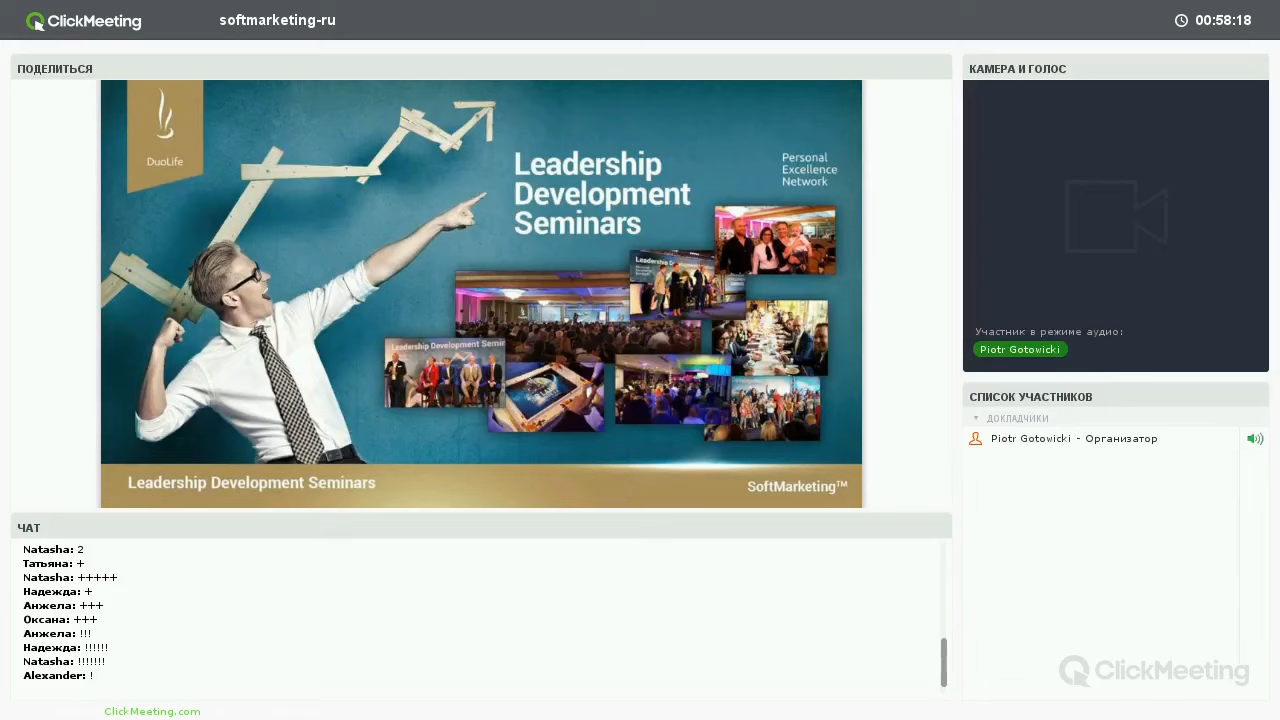 ClickMeeting
softmarketing-ru
00:58:18
ПОДЕЛИТЬСЯ
DuoLife
Leadership
Development
Seminars
Personal
Excellence
Network
Leadership Development Seminars
SoftMarketing™
КАМЕРА И ГОЛОС
Участник в режиме аудио:
Piotr Gotowicki
СПИСОК УЧАСТНИКОВ
ДОКЛАДЧИКИ
Piotr Gotowicki - Организатор
ЧАТ
Natasha: 2
Татьяна: +
Natasha: +++++
Надежда: +
Анжела: +++
Оксана: +++
Анжела: !!!
Надежда: !!!!!!
Natasha: !!!!!!!
Alexander: !
ClickMeeting
ClickMeeting.com